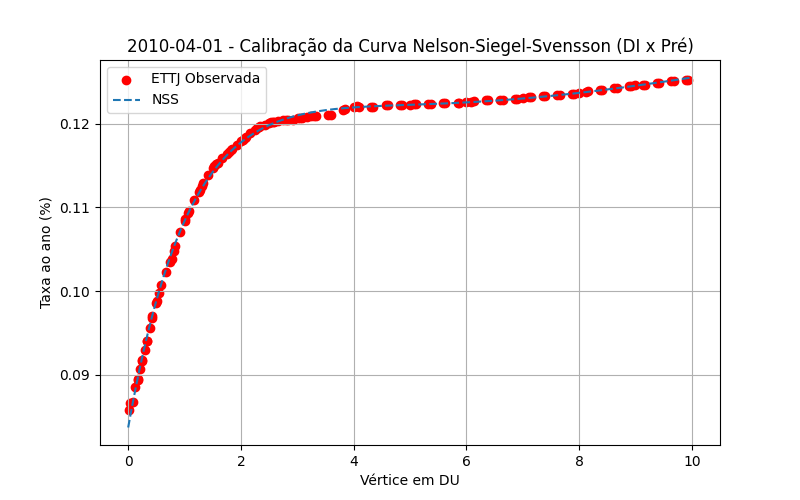 2010-04-01 - Calibração da Curva Nelson-Siegel-Svensson (DI x Pré)
ETTJ Observada
NSS
Taxa ao ano (%)
0.12
0.11
0.10
0.09
0 2 4 6 8 10
Vértice em DU